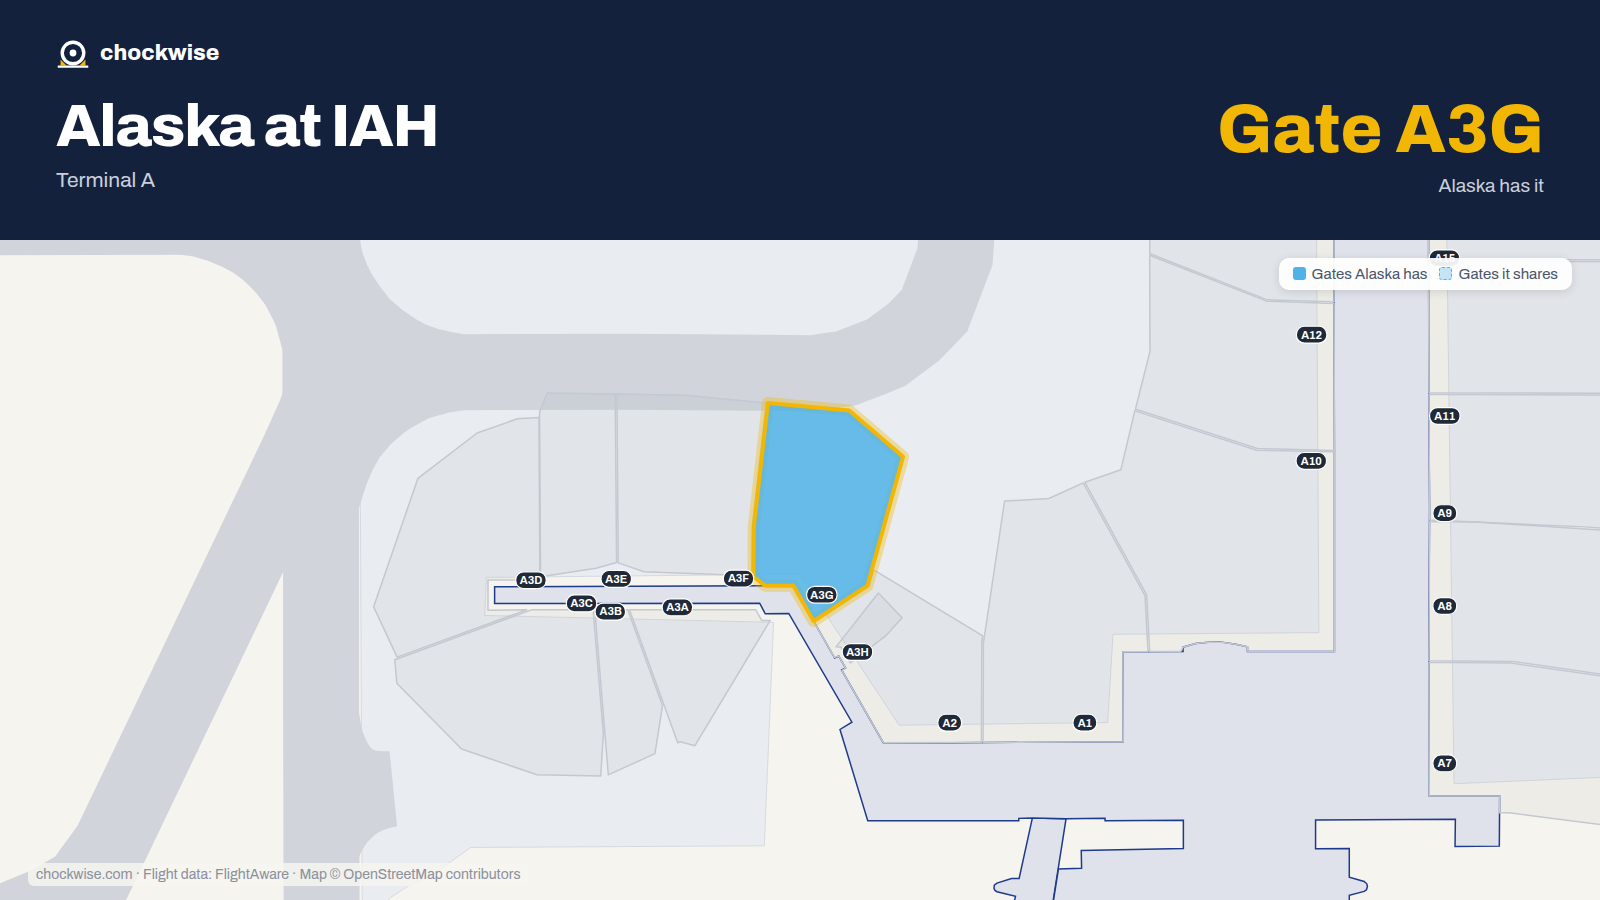 chockwise
Alaska at IAH
Terminal A
Gate A3G
Alaska has it
A15
Gates Alaska has
Gates it shares
A12
A11
A10
A9
A3D
A3E
A3F
A3G
A3C
A3B
A3A
A8
A3H
A2
A1
A7
chockwise.com · Flight data: FlightAware · Map © OpenStreetMap contributors